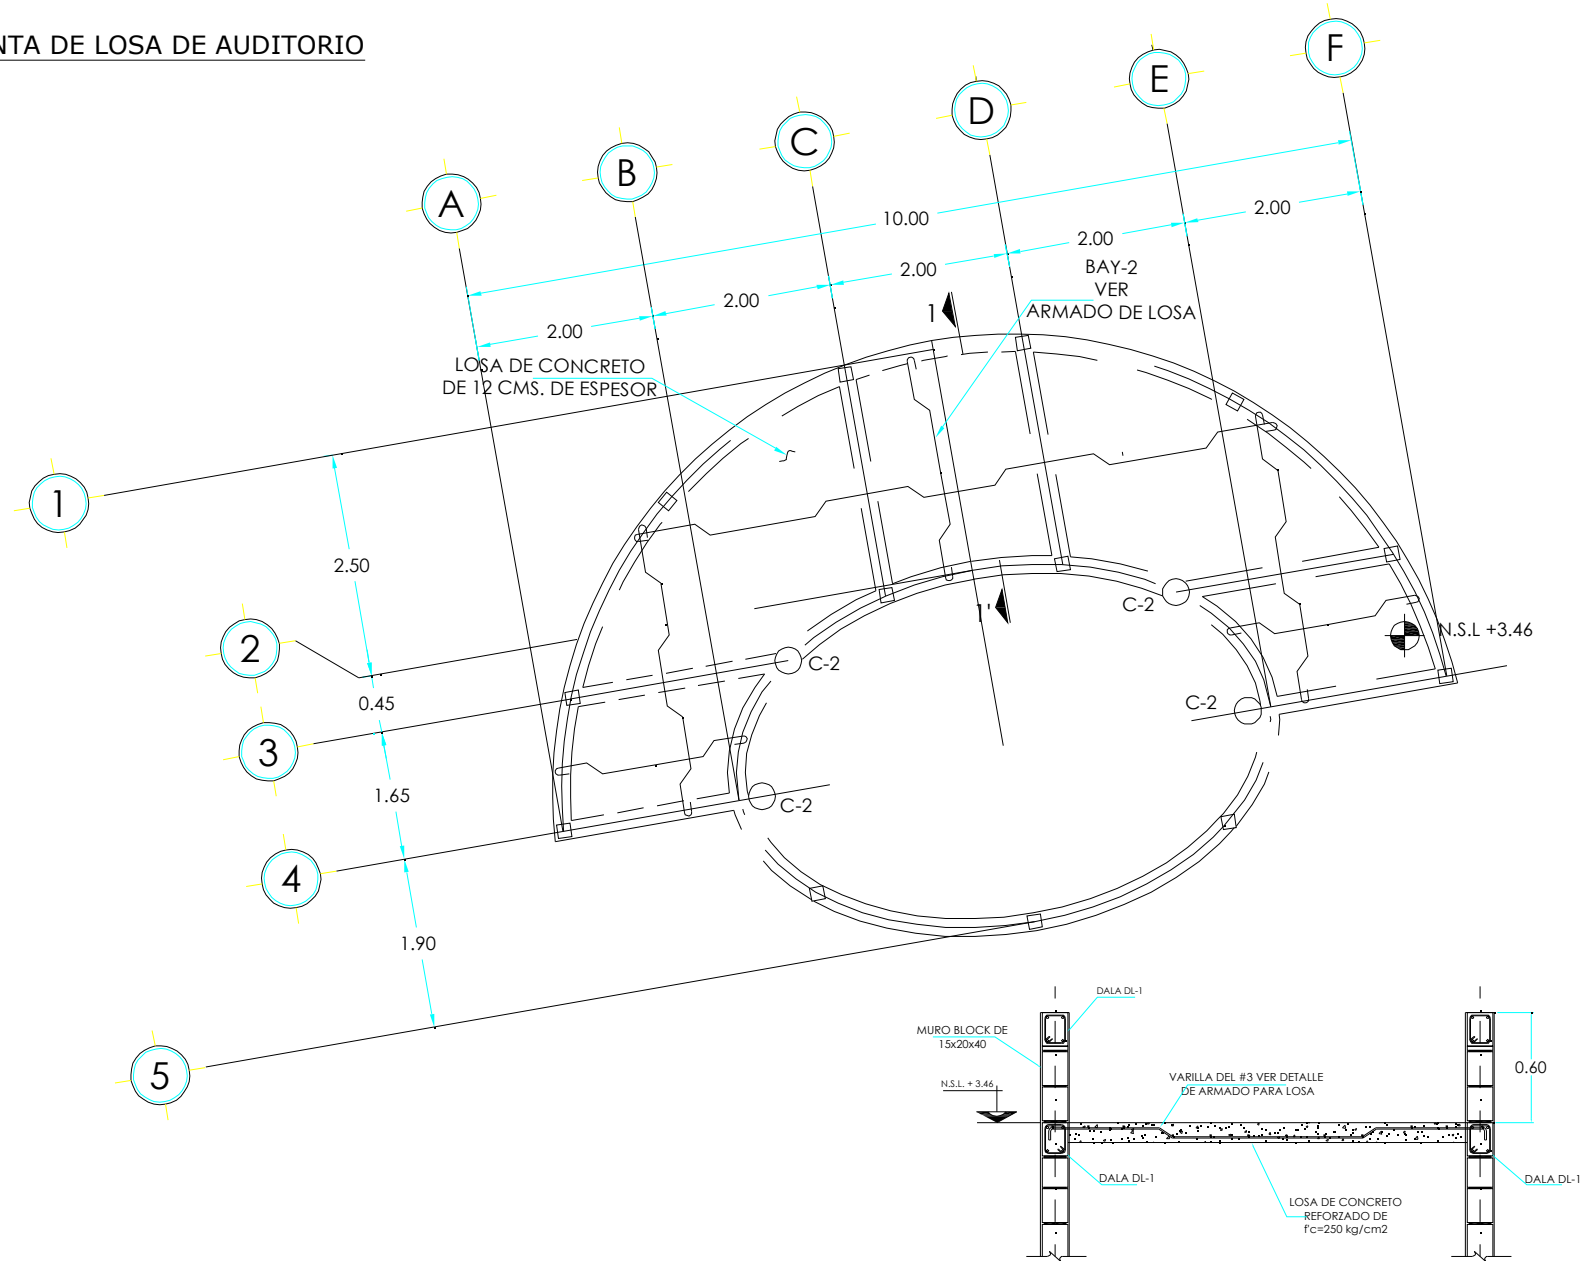 NTA DE LOSA DE AUDITORIO
F
E
D
C
B
A
10.00
2.00
2.00
2.00
2.00
2.00
BAY-2
VER
ARMADO DE LOSA
1
LOSA DE CONCRETO
DE 12 CMS. DE ESPESOR
1
2.50
2
0.45
3
1.65
4
1.90
5
C-2
C-2
C-2
C-2
1'
N.S.L +3.46
DALA DL-1
MURO BLOCK DE
15x20x40
N.S.L. + 3.46
VARILLA DEL #3 VER DETALLE
DE ARMADO PARA LOSA
0.60
DALA DL-1
DALA DL-1
LOSA DE CONCRETO
REFORZADO DE
f'c=250 kg/cm2